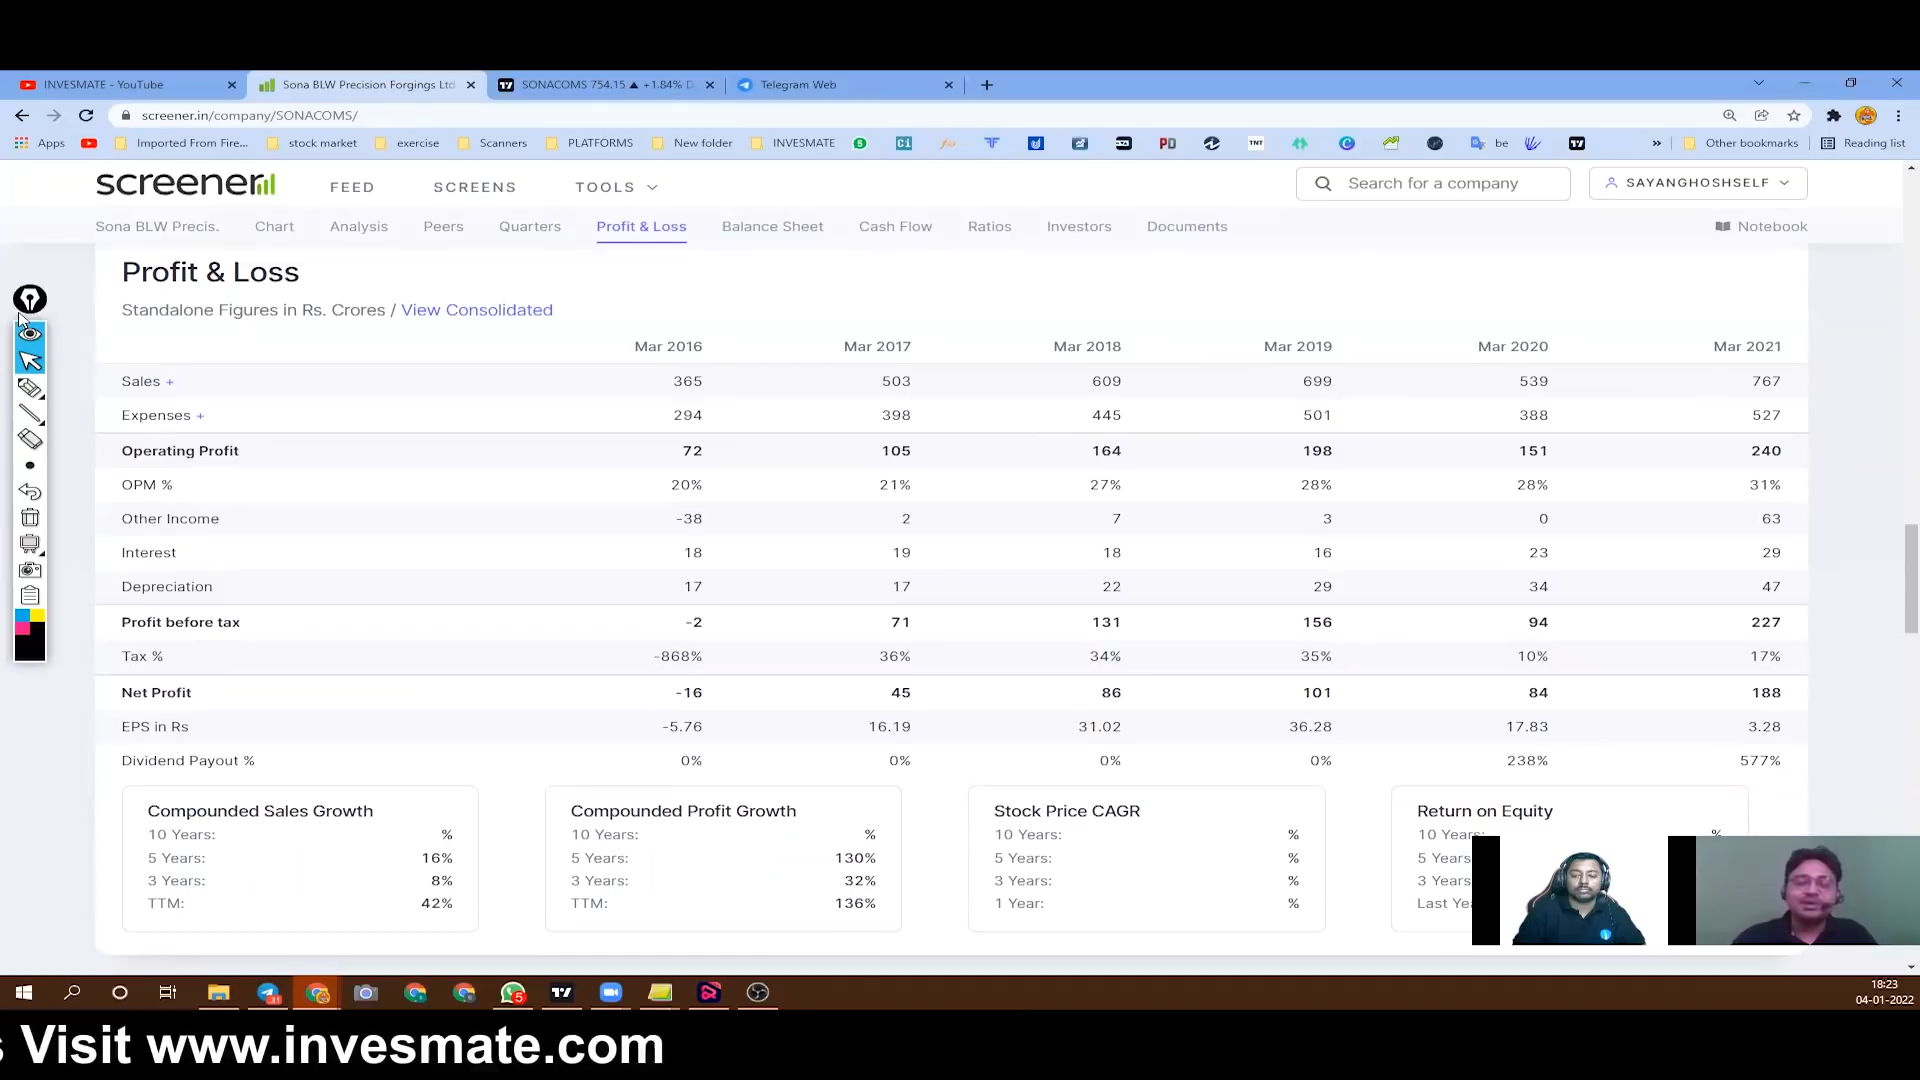 INVESMATE - YouTube
Sona BLW Precision Forgings Ltd
SONACOMS 754.15 ▲ +1.84%
Telegram Web
screener.in/company/SONACOMS/
Apps
Imported From Fire...
stock market
exercise
Scanners
PLATFORMS
New folder
INVESMATE
be
»
Other bookmarks
Reading list
screener
FEED
SCREENS
TOOLS
Search for a company
SAYANGHOSHSELF
Sona BLW Precis.
Chart
Analysis
Peers
Quarters
Profit & Loss
Balance Sheet
Cash Flow
Ratios
Investors
Documents
Notebook
Profit & Loss
Standalone Figures in Rs. Crores / View Consolidated
Mar 2016 Mar 2017 Mar 2018 Mar 2019 Mar 2020 Mar 2021
Sales + 365 503 609 699 539 767
Expenses + 294 398 445 501 388 527
Operating Profit 72 105 164 198 151 240
OPM % 20% 21% 27% 28% 28% 31%
Other Income -38 2 7 3 0 63
Interest 18 19 18 16 23 29
Depreciation 17 17 22 29 34 47
Profit before tax -2 71 131 156 94 227
Tax % -868% 36% 34% 35% 10% 17%
Net Profit -16 45 86 101 84 188
EPS in Rs -5.76 16.19 31.02 36.28 17.83 3.28
Dividend Payout % 0% 0% 0% 0% 238% 577%
Compounded Sales Growth
10 Years: %
5 Years: 16%
3 Years: 8%
TTM: 42%
Compounded Profit Growth
10 Years: %
5 Years: 130%
3 Years: 32%
TTM: 136%
Stock Price CAGR
10 Years: %
5 Years: %
3 Years: %
1 Year: %
Return on Equity
10 Years: %
5 Years
3 Years
Last Ye
18:23
04-01-2022
Visit www.invesmate.com